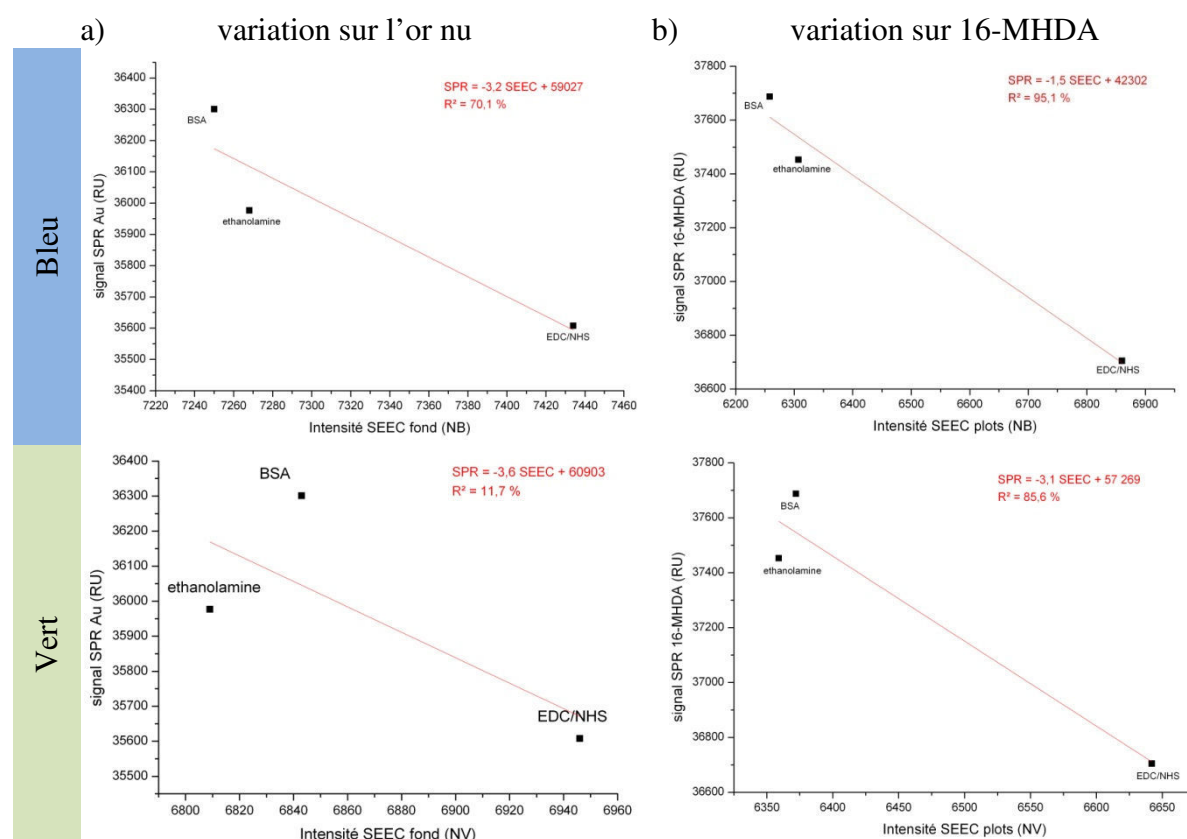 a) variation sur l’or nu
b) variation sur 16-MHDA
Bleu
36400
36300
36200
36100
36000
35900
35800
35700
35600
35500
35400
signal SPR Au (RU)
SPR = -3,2 SEEC + 59027
R² = 70,1 %
BSA
ethanolamine
EDC/NHS
7220 7240 7260 7280 7300 7320 7340 7360 7380 7400 7420 7440 7460
Intensité SEEC fond (NB)
37800
37600
37400
37200
37000
36800
36600
signal SPR 16-MHDA (RU)
SPR = -1,5 SEEC + 42302
R² = 95,1 %
BSA
ethanolamine
EDC/NHS
6200 6300 6400 6500 6600 6700 6800 6900
Intensité SEEC plots (NB)
Vert
36400
36300
36200
36100
36000
35900
35800
35700
35600
35500
signal SPR Au (RU)
SPR = -3,6 SEEC + 60903
R² = 11,7 %
BSA
ethanolamine
EDC/NHS
6800 6820 6840 6860 6880 6900 6920 6940 6960
Intensité SEEC fond (NV)
37800
37600
37400
37200
37000
36800
36600
signal SPR 16-MHDA (RU)
SPR = -3,1 SEEC + 57 269
R² = 85,6 %
BSA
ethanolamine
EDC/NHS
6350 6400 6450 6500 6550 6600 6650
Intensité SEEC plots (NV)